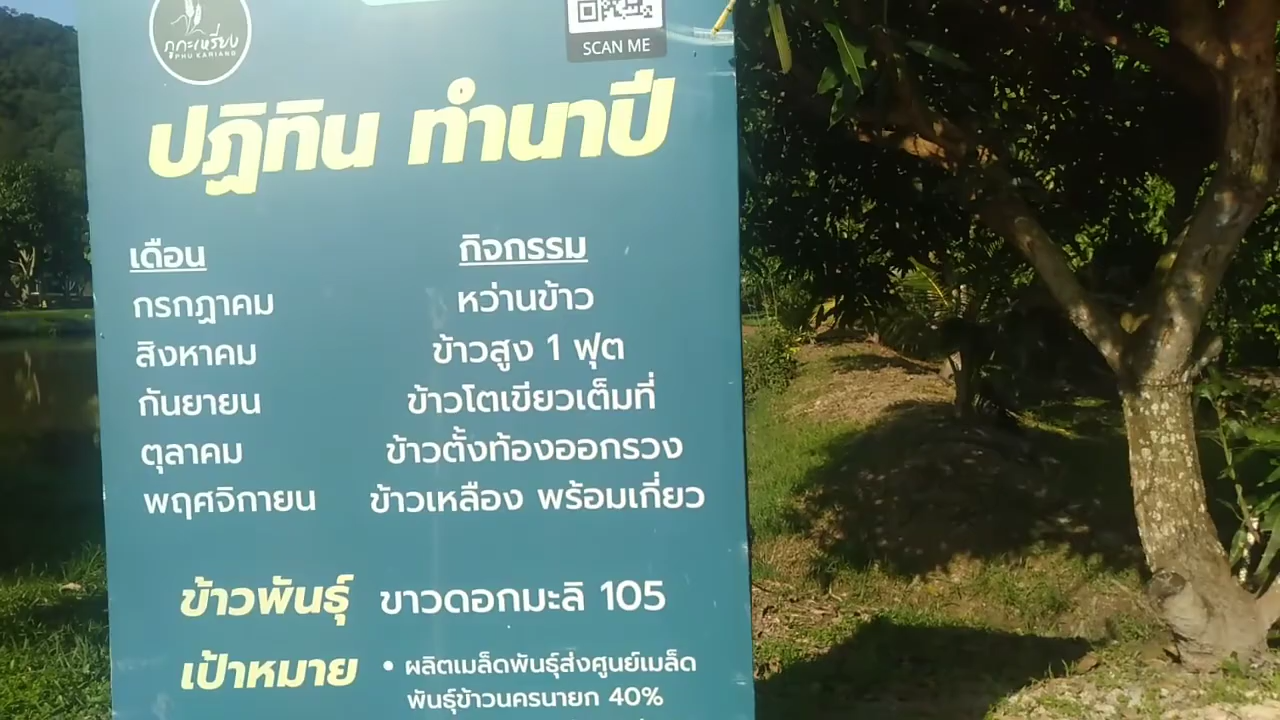 ภูกะเหรี่ยง
PHU KARIANG
SCAN ME
ปฏิทิน ทำนาปี
เดือน กิจกรรม
กรกฎาคม หว่านข้าว
สิงหาคม ข้าวสูง 1 ฟุต
กันยายน ข้าวโตเขียวเต็มที่
ตุลาคม ข้าวตั้งท้องออกรวง
พฤศจิกายน ข้าวเหลือง พร้อมเกี่ยว
ข้าวพันธุ์ ขาวดอกมะลิ 105
เป้าหมาย • ผลิตเมล็ดพันธุ์ส่งศูนย์เมล็ด
พันธุ์ข้าวนครนายก 40%